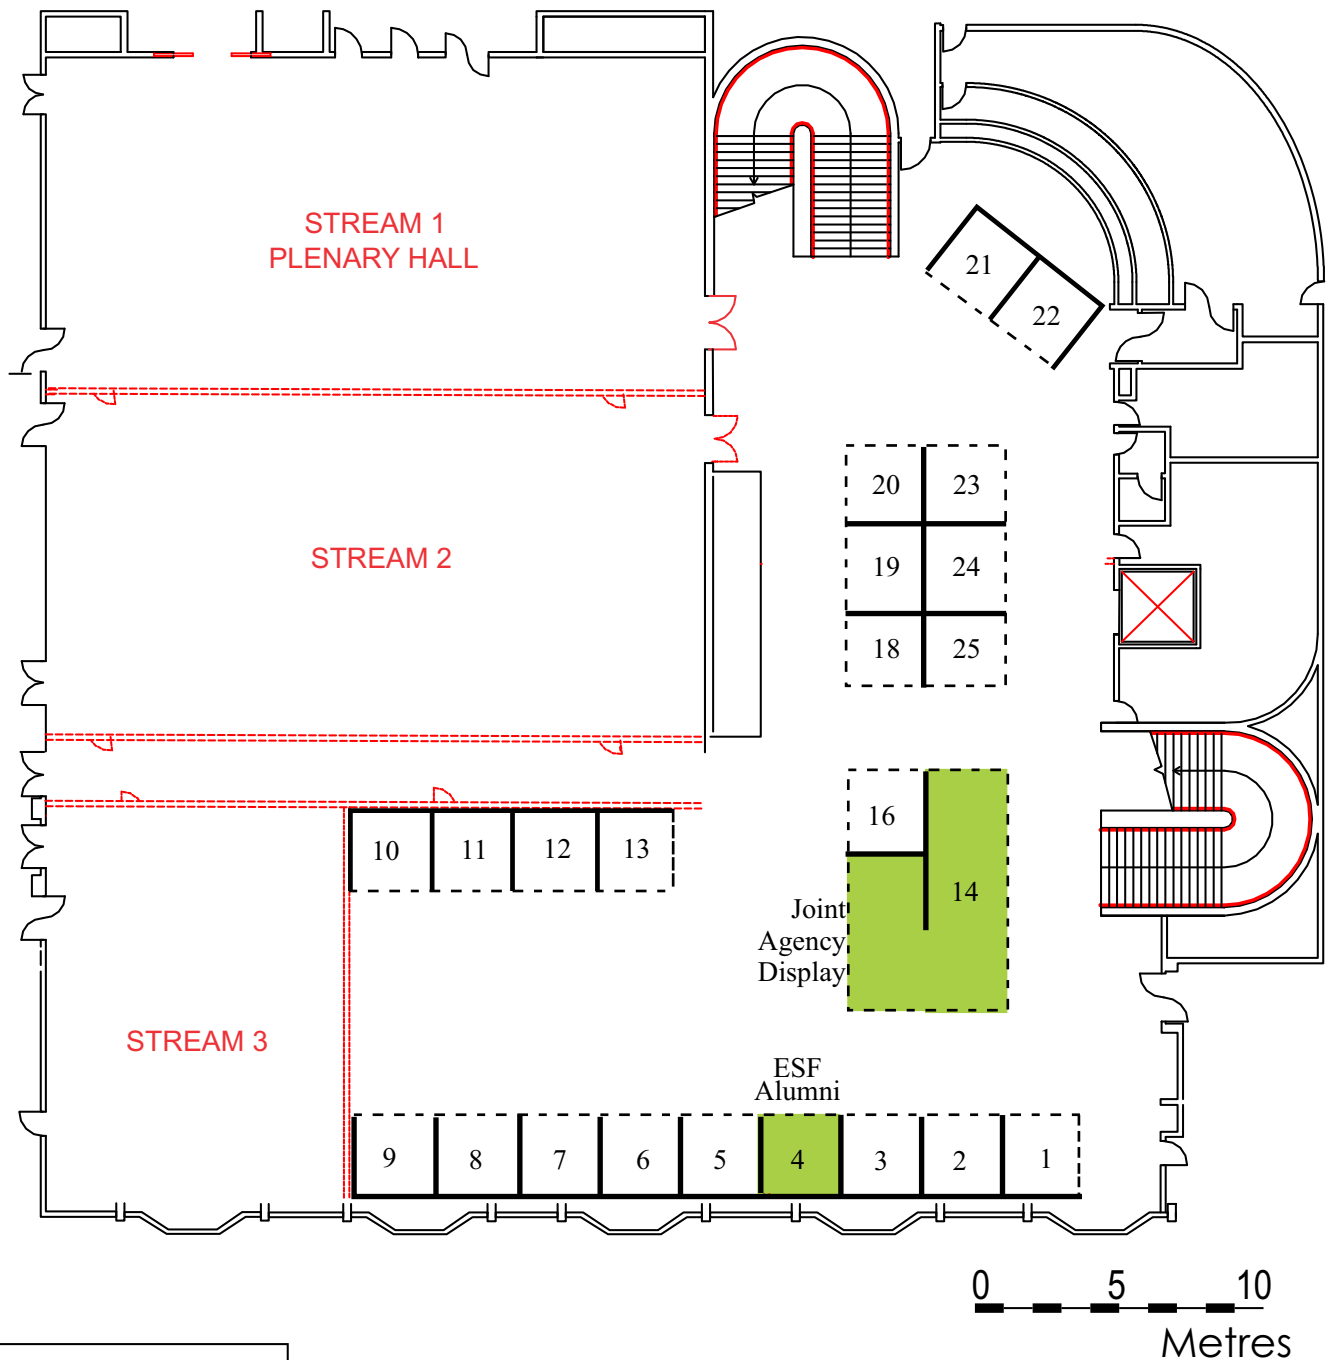 STREAM 1
PLENARY HALL
21
22
STREAM 2
20 23
19 24
18 25
16
14
Joint
Agency
Display
10 11 12 13
STREAM 3
ESF
Alumni
9 8 7 6 5 4 3 2 1
0 5 10
Metres